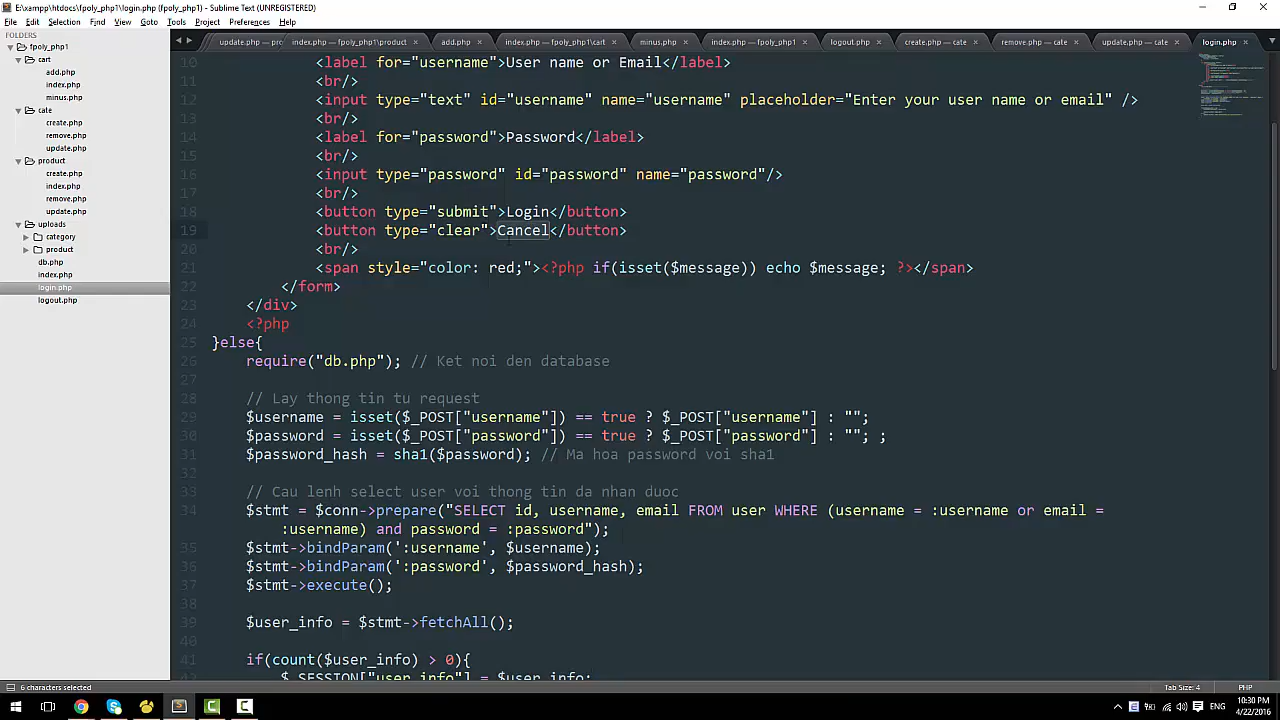 E:\xampp\htdocs\fpoly_php1\login.php (fpoly_php1) - Sublime Text (UNREGISTERED)
File Edit Selection Find View Goto Tools Project Preferences Help
FOLDERS
fpoly_php1
cart
add.php
index.php
minus.php
cate
create.php
remove.php
update.php
product
create.php
index.php
remove.php
update.php
uploads
category
product
db.php
index.php
login.php
logout.php
update.php — pro index.php — fpoly_php1\product add.php index.php — fpoly_php1\cart minus.php index.php — fpoly_php1 logout.php create.php — cate remove.php — cate update.php — cate login.php
10 <label for="username">User name or Email</label>
11 <br/>
12 <input type="text" id="username" name="username" placeholder="Enter your user name or email" />
13 <br/>
14 <label for="password">Password</label>
15 <br/>
16 <input type="password" id="password" name="password"/>
17 <br/>
18 <button type="submit">Login</button>
19 <button type="clear">Cancel</button>
20 <br/>
21 <span style="color: red;"><?php if(isset($message)) echo $message; ?></span>
22 </form>
23 </div>
24 <?php
25 }else{
26 require("db.php"); // Ket noi den database
27
28 // Lay thong tin tu request
29 $username = isset($_POST["username"]) == true ? $_POST["username"] : "";
30 $password = isset($_POST["password"]) == true ? $_POST["password"] : ""; ;
31 $password_hash = sha1($password); // Ma hoa password voi sha1
32
33 // Cau lenh select user voi thong tin da nhan duoc
34 $stmt = $conn->prepare("SELECT id, username, email FROM user WHERE (username = :username or email =
:username) and password = :password");
35 $stmt->bindParam(':username', $username);
36 $stmt->bindParam(':password', $password_hash);
37 $stmt->execute();
38
39 $user_info = $stmt->fetchAll();
40
41 if(count($user_info) > 0){
42 $_SESSION["user_info"] = $user_info;
6 characters selected
Tab Size: 4
PHP
ENG
10:30 PM
4/22/2016